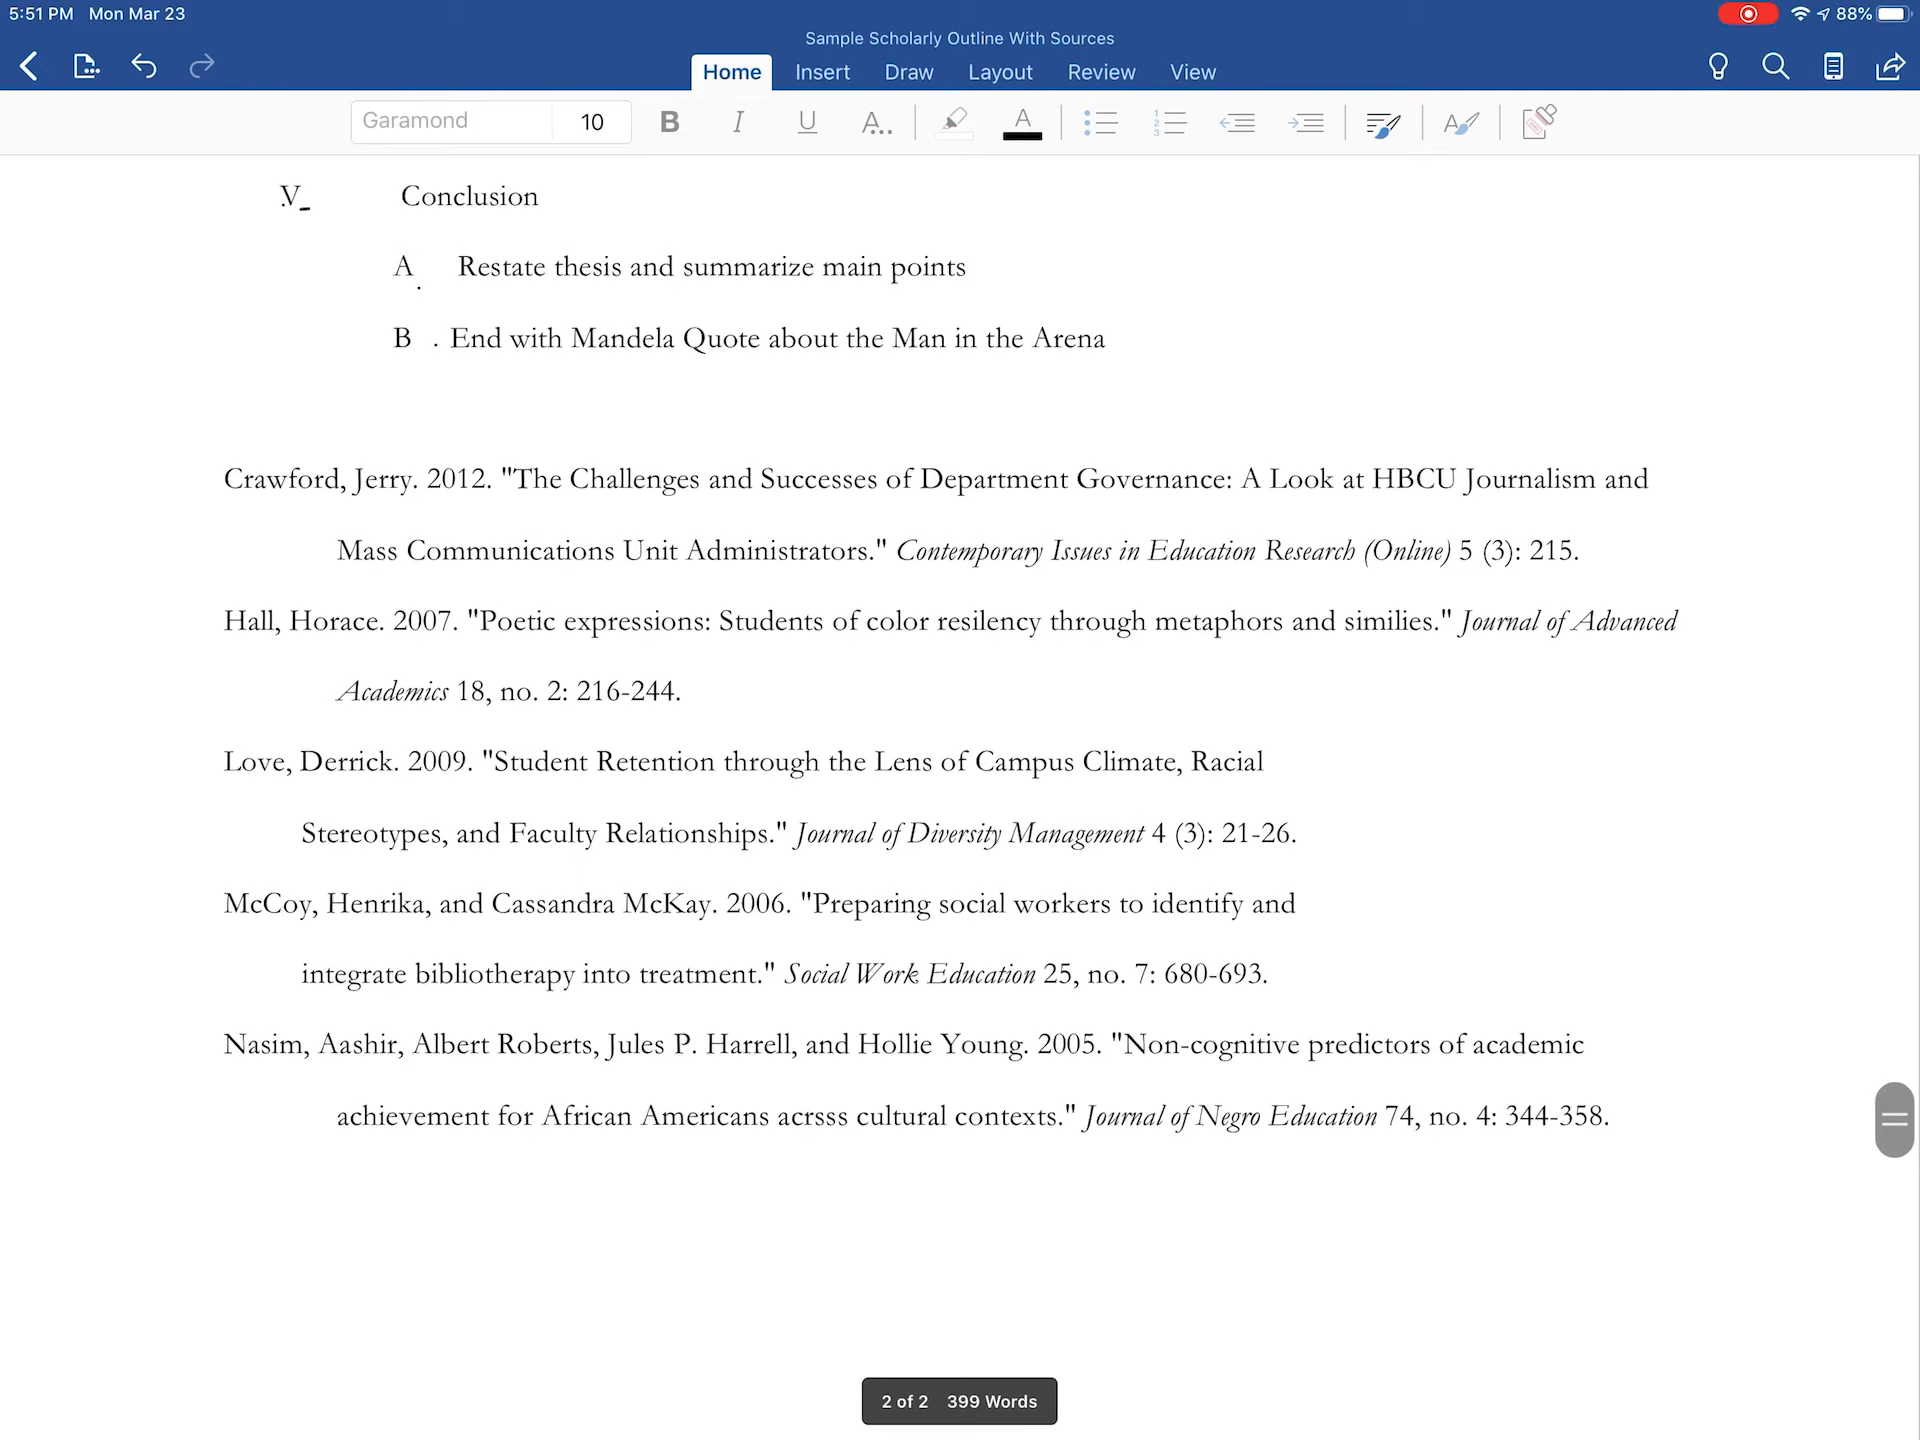 5:51 PM Mon Mar 23
88%
Sample Scholarly Outline With Sources
Home Insert Draw Layout Review View
Garamond 10 B I U A.. A
V Conclusion
A . Restate thesis and summarize main points
B . End with Mandela Quote about the Man in the Arena
Crawford, Jerry. 2012. "The Challenges and Successes of Department Governance: A Look at HBCU Journalism and
Mass Communications Unit Administrators." Contemporary Issues in Education Research (Online) 5 (3): 215.
Hall, Horace. 2007. "Poetic expressions: Students of color resilency through metaphors and similies." Journal of Advanced
Academics 18, no. 2: 216-244.
Love, Derrick. 2009. "Student Retention through the Lens of Campus Climate, Racial
Stereotypes, and Faculty Relationships." Journal of Diversity Management 4 (3): 21-26.
McCoy, Henrika, and Cassandra McKay. 2006. "Preparing social workers to identify and
integrate bibliotherapy into treatment." Social Work Education 25, no. 7: 680-693.
Nasim, Aashir, Albert Roberts, Jules P. Harrell, and Hollie Young. 2005. "Non-cognitive predictors of academic
achievement for African Americans acrsss cultural contexts." Journal of Negro Education 74, no. 4: 344-358.
2 of 2 399 Words